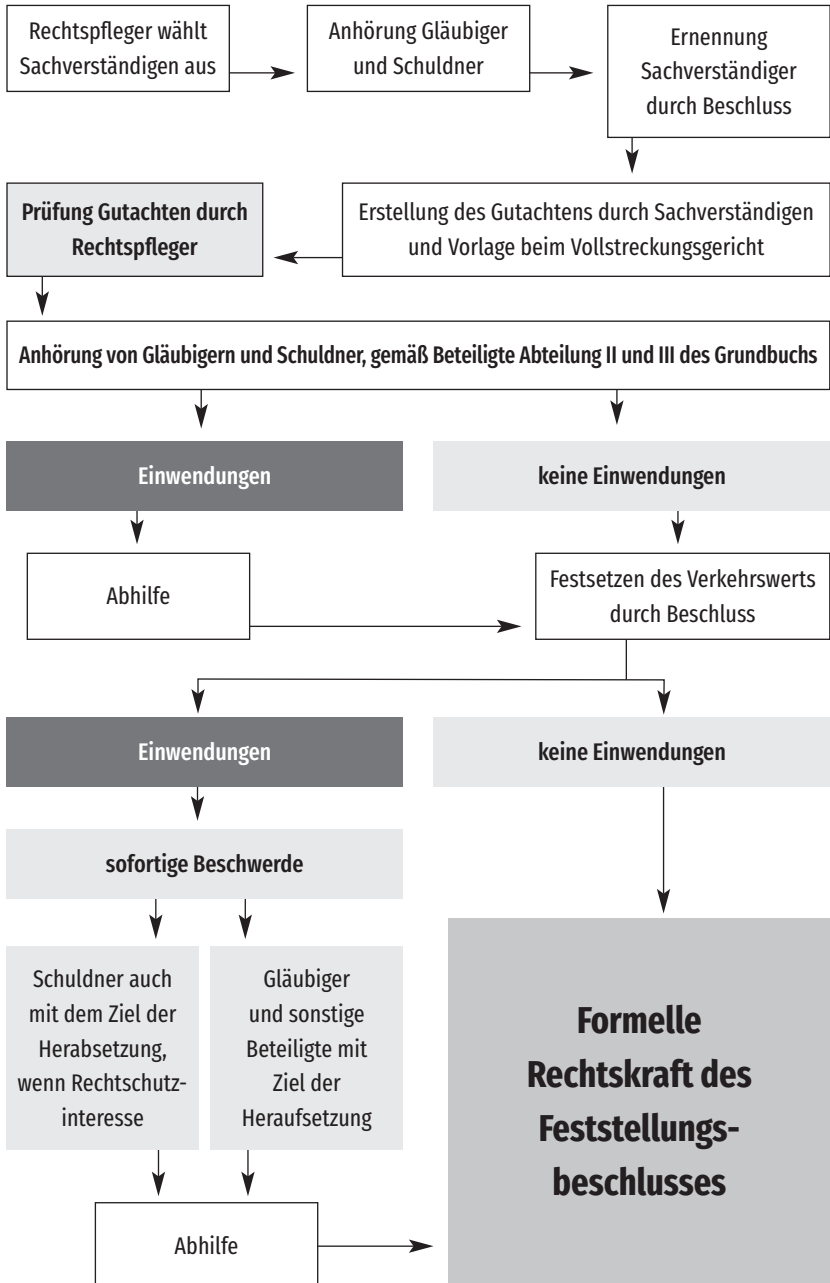 Rechtspfleger wählt
Sachverständigen aus
Anhörung Gläubiger
und Schuldner
Ernennung
Sachverständiger
durch Beschluss
Prüfung Gutachten durch
Rechtspfleger
Erstellung des Gutachtens durch Sachverständigen
und Vorlage beim Vollstreckungsgericht
Anhörung von Gläubigern und Schuldner, gemäß Beteiligte Abteilung II und III des Grundbuchs
Einwendungen
keine Einwendungen
Abhilfe
Festsetzen des Verkehrswerts
durch Beschluss
Einwendungen
keine Einwendungen
sofortige Beschwerde
Schuldner auch
mit dem Ziel der
Herabsetzung,
wenn Rechtschutz-
interesse
Gläubiger
und sonstige
Beteiligte mit
Ziel der
Heraufsetzung
Formelle
Rechtskraft des
Feststellungs-
beschlusses
Abhilfe